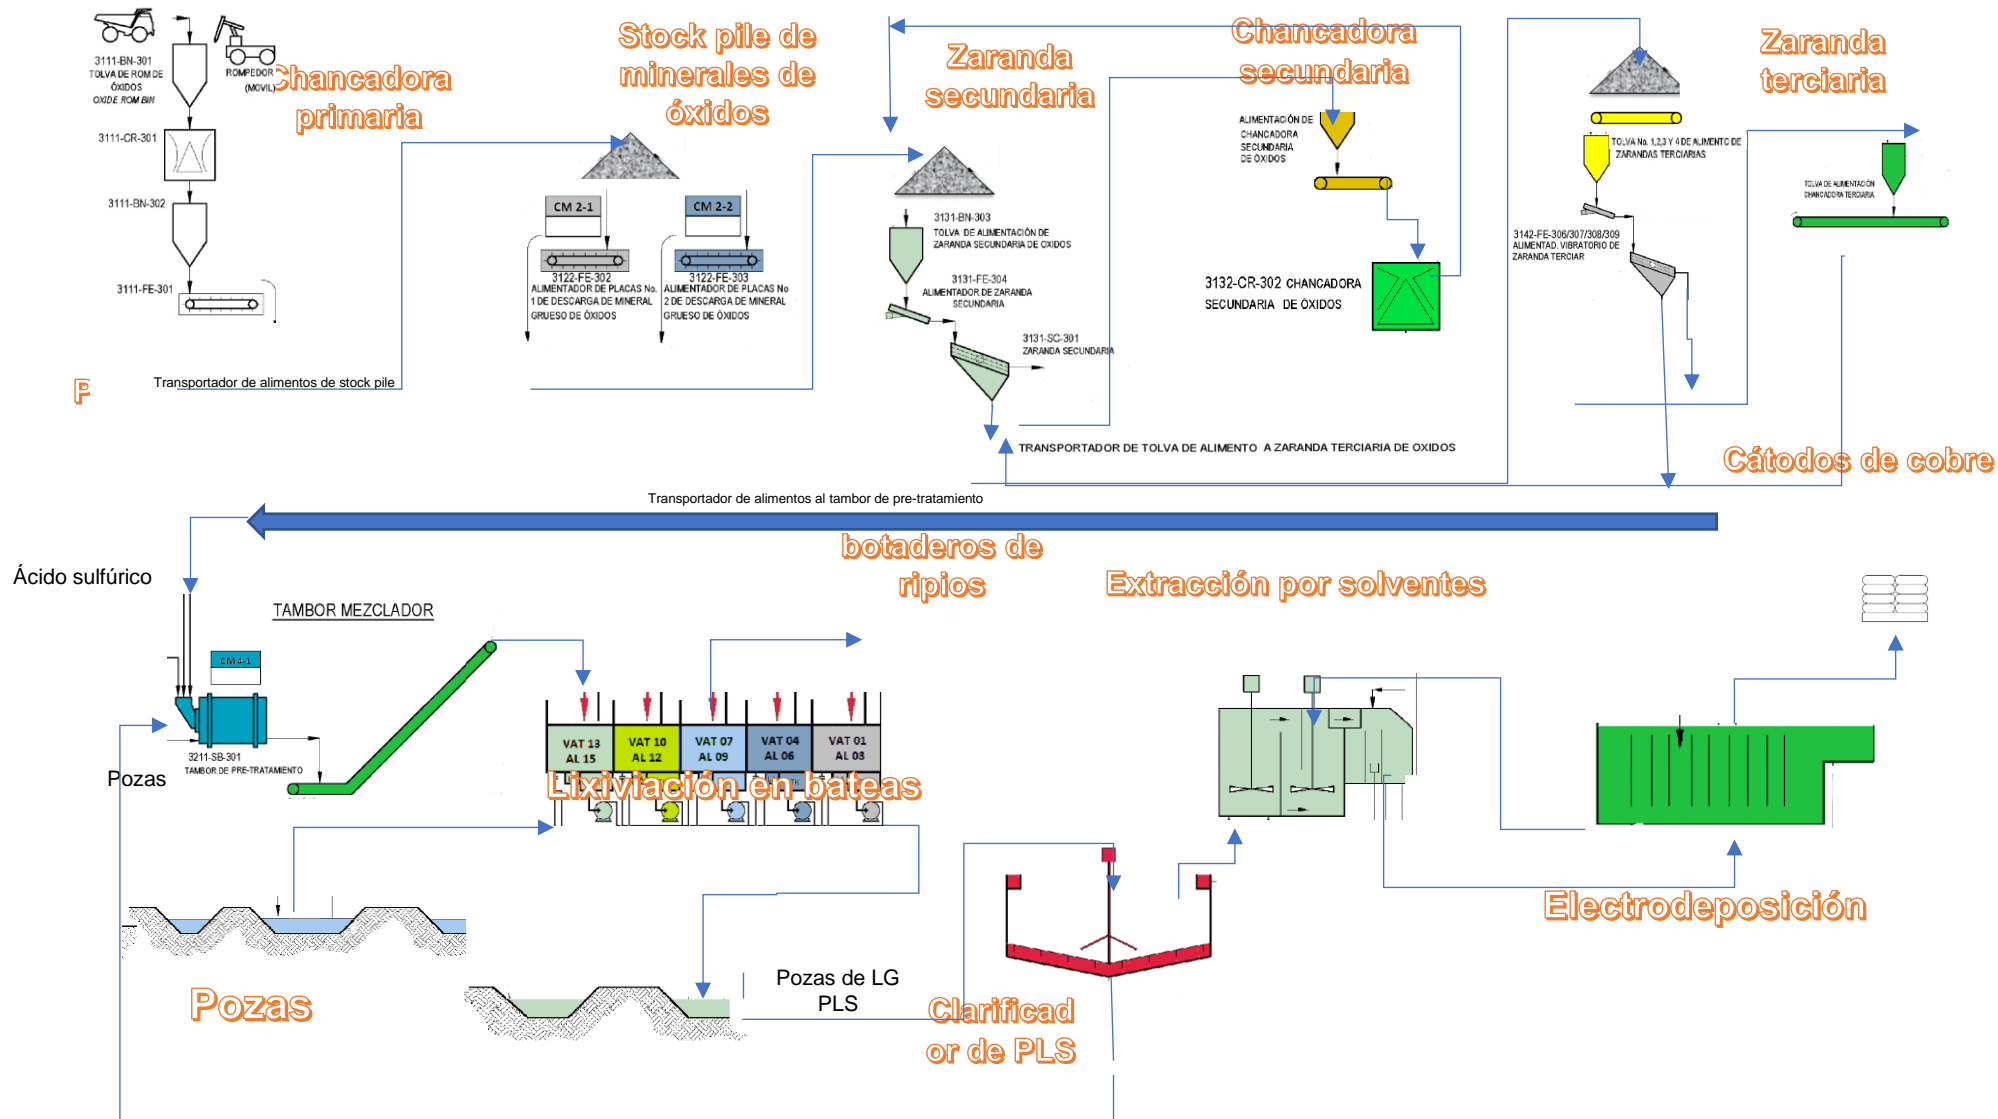 3111-BN-301
TOLVA DE ROM DE
ÓXIDOS
OXIDE ROM BIN
ROMPEDOR
(MOVIL)
Chancadora
primaria
3111-CR-301
3111-BN-302
3111-FE-301
P
Transportador de alimentos de stock pile
Stock pile de
minerales de
óxidos
CM 2-1
CM 2-2
3122-FE-302
ALIMENTADOR DE PLACAS No.
1 DE DESCARGA DE MINERAL
GRUESO DE ÓXIDOS
3122-FE-303
ALIMENTADOR DE PLACAS No
2 DE DESCARGA DE MINERAL
GRUESO DE ÓXIDOS
Zaranda
secundaria
3131-BN-303
TOLVA DE ALIMENTACIÓN DE
ZARANDA SECUNDARIA DE OXIDOS
3131-FE-304
ALIMENTADOR DE ZARANDA
SECUNDARIA
3131-SC-301
ZARANDA SECUNDARIA
Chancadora
secundaria
ALIMENTACIÓN DE
CHANCADORA
SECUNDARIA
DE OXIDOS
3132-CR-302 CHANCADORA
SECUNDARIA DE ÓXIDOS
TRANSPORTADOR DE TOLVA DE ALIMENTO A ZARANDA TERCIARIA DE OXIDOS
Zaranda
terciaria
TOLVA No. 1,2,3 Y 4 DE ALIMENTO DE
ZARANDAS TERCIARIAS
3142-FE-306/307/308/309
ALIMENTAD. VIBRATORIO DE
ZARANDA TERCIAR
TOLVA DE ALIMENTACIÓN
CHANCADORA TERCIARIA
Cátodos de cobre
Transportador de alimentos al tambor de pre-tratamiento
botaderos de
ripios
Ácido sulfúrico
TAMBOR MEZCLADOR
CM 4-1
3211-SB-301
TAMBOR DE PRE-TRATAMIENTO
Pozas
VAT 13
AL 15
VAT 10
AL 12
VAT 07
AL 09
VAT 04
AL 06
VAT 01
AL 03
Lixiviación en bateas
Extracción por solventes
Electrodeposición
Pozas
Pozas de LG
PLS
Clarificad
or de PLS